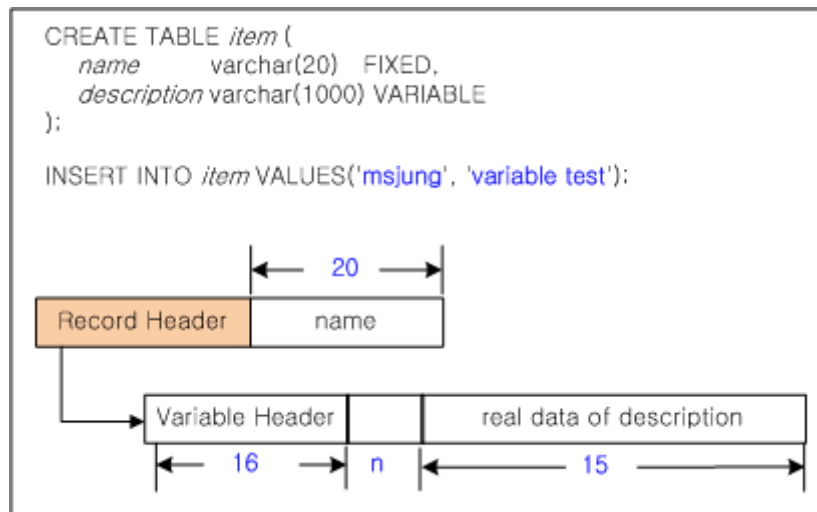 CREATE TABLE item (
name varchar(20) FIXED,
description varchar(1000) VARIABLE
);
INSERT INTO item VALUES('msjung', 'variable test');
20
Record Header name
Variable Header real data of description
16 n 15